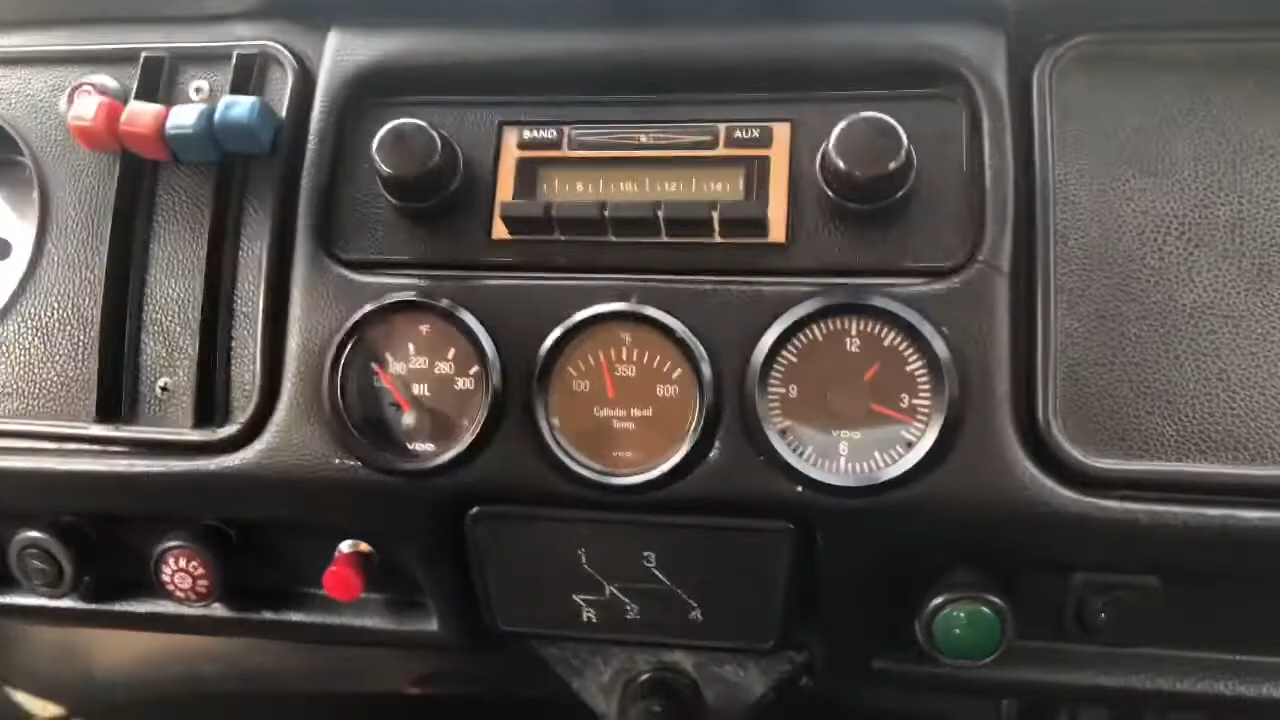 BAND
AUX
8 10 12 14
°F
180 220 260 300
OIL
VDO
°F
100 350 600
Cylinder Head
Temp.
VDO
12
9 3
VDO
6
1 3
R 2 4